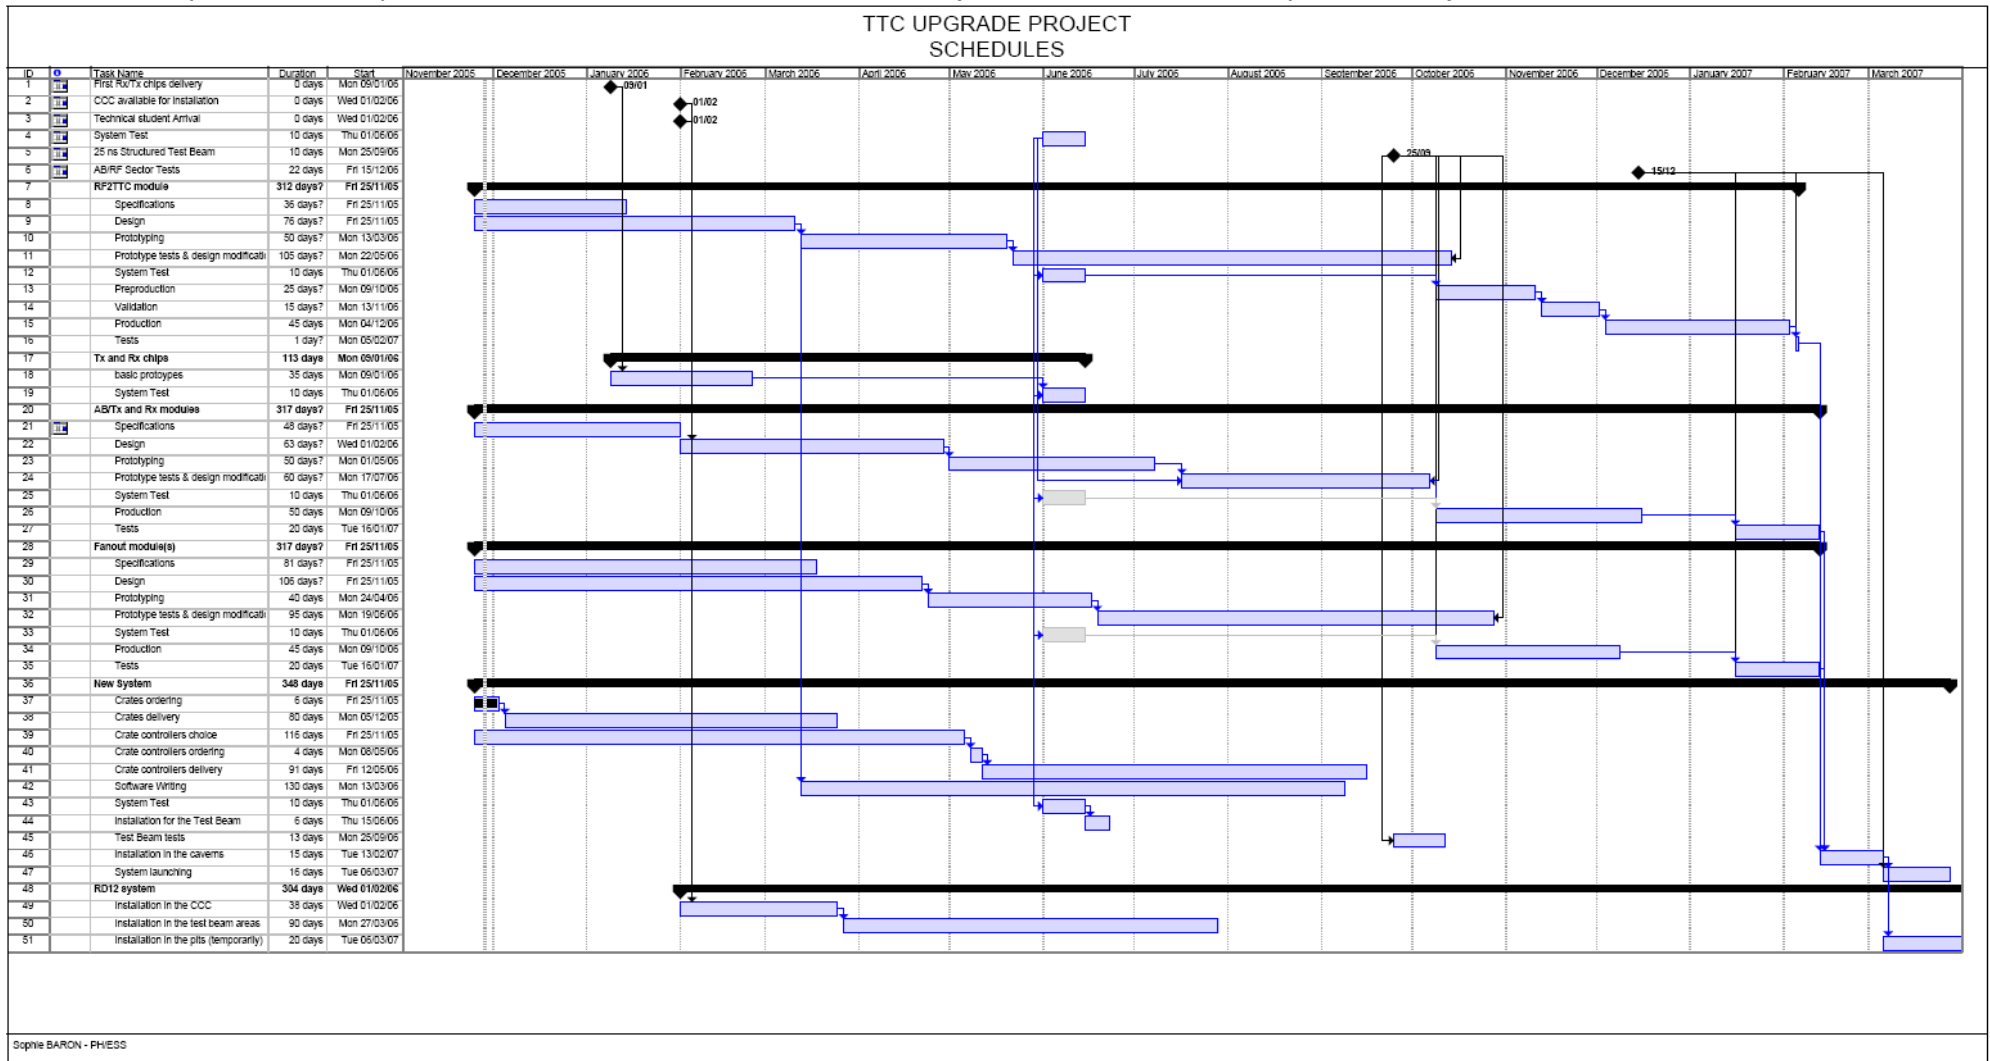 TTC UPGRADE PROJECT
SCHEDULES
ID Task Name Duration Start November 2005 December 2005 January 2006 February 2006 March 2006 April 2006 May 2006 June 2006 July 2006 August 2006 September 2006 October 2006 November 2006 December 2006 January 2007 February 2007 March 2007
1 First Rx/Tx chips delivery 0 days Mon 09/01/06 09/01
2 CCC available for installation 0 days Wed 01/02/06 01/02
3 Technical student Arrival 0 days Wed 01/02/06 01/02
4 System Test 10 days Thu 01/06/06
5 25 ns Structured Test Beam 10 days Mon 25/09/06 25/09
6 AB/RF Sector Tests 22 days Fri 15/12/06 15/12
7 RF2TTC module 312 days? Fri 25/11/05
8 Specifications 36 days? Fri 25/11/05
9 Design 76 days? Fri 25/11/05
10 Prototyping 50 days? Mon 13/03/06
11 Prototype tests & design modificati 105 days? Mon 22/05/06
12 System Test 10 days Thu 01/06/06
13 Preproduction 25 days? Mon 09/10/06
14 Validation 15 days? Mon 13/11/06
15 Production 45 days Mon 04/12/06
16 Tests 1 day? Mon 05/02/07
17 Tx and Rx chips 113 days Mon 09/01/06
18 basic protoypes 35 days Mon 09/01/06
19 System Test 10 days Thu 01/06/06
20 AB/Tx and Rx modules 317 days? Fri 25/11/05
21 Specifications 48 days? Fri 25/11/05
22 Design 63 days? Wed 01/02/06
23 Prototyping 50 days? Mon 01/05/06
24 Prototype tests & design modificati 60 days? Mon 17/07/06
25 System Test 10 days Thu 01/06/06
26 Production 50 days Mon 09/10/06
27 Tests 20 days Tue 16/01/07
28 Fanout module(s) 317 days? Fri 25/11/05
29 Specifications 81 days? Fri 25/11/05
30 Design 106 days? Fri 25/11/05
31 Prototyping 40 days Mon 24/04/06
32 Prototype tests & design modificati 95 days Mon 19/06/06
33 System Test 10 days Thu 01/06/06
34 Production 45 days Mon 09/10/06
35 Tests 20 days Tue 16/01/07
36 New System 348 days Fri 25/11/05
37 Crates ordering 6 days Fri 25/11/05
38 Crates delivery 80 days Mon 05/12/05
39 Crate controllers choice 116 days Fri 25/11/05
40 Crate controllers ordering 4 days Mon 08/05/06
41 Crate controllers delivery 91 days Fri 12/05/06
42 Software Writing 130 days Mon 13/03/06
43 System Test 10 days Thu 01/06/06
44 Installation for the Test Beam 6 days Thu 15/06/06
45 Test Beam tests 13 days Mon 25/09/06
46 Installation in the caverns 15 days Tue 13/02/07
47 System launching 16 days Tue 06/03/07
48 RD12 system 304 days Wed 01/02/06
49 Installation in the CCC 38 days Wed 01/02/06
50 Installation in the test beam areas 90 days Mon 27/03/06
51 Installation in the pits (temporarily) 20 days Tue 06/03/07
Sophie BARON - PH/ESS